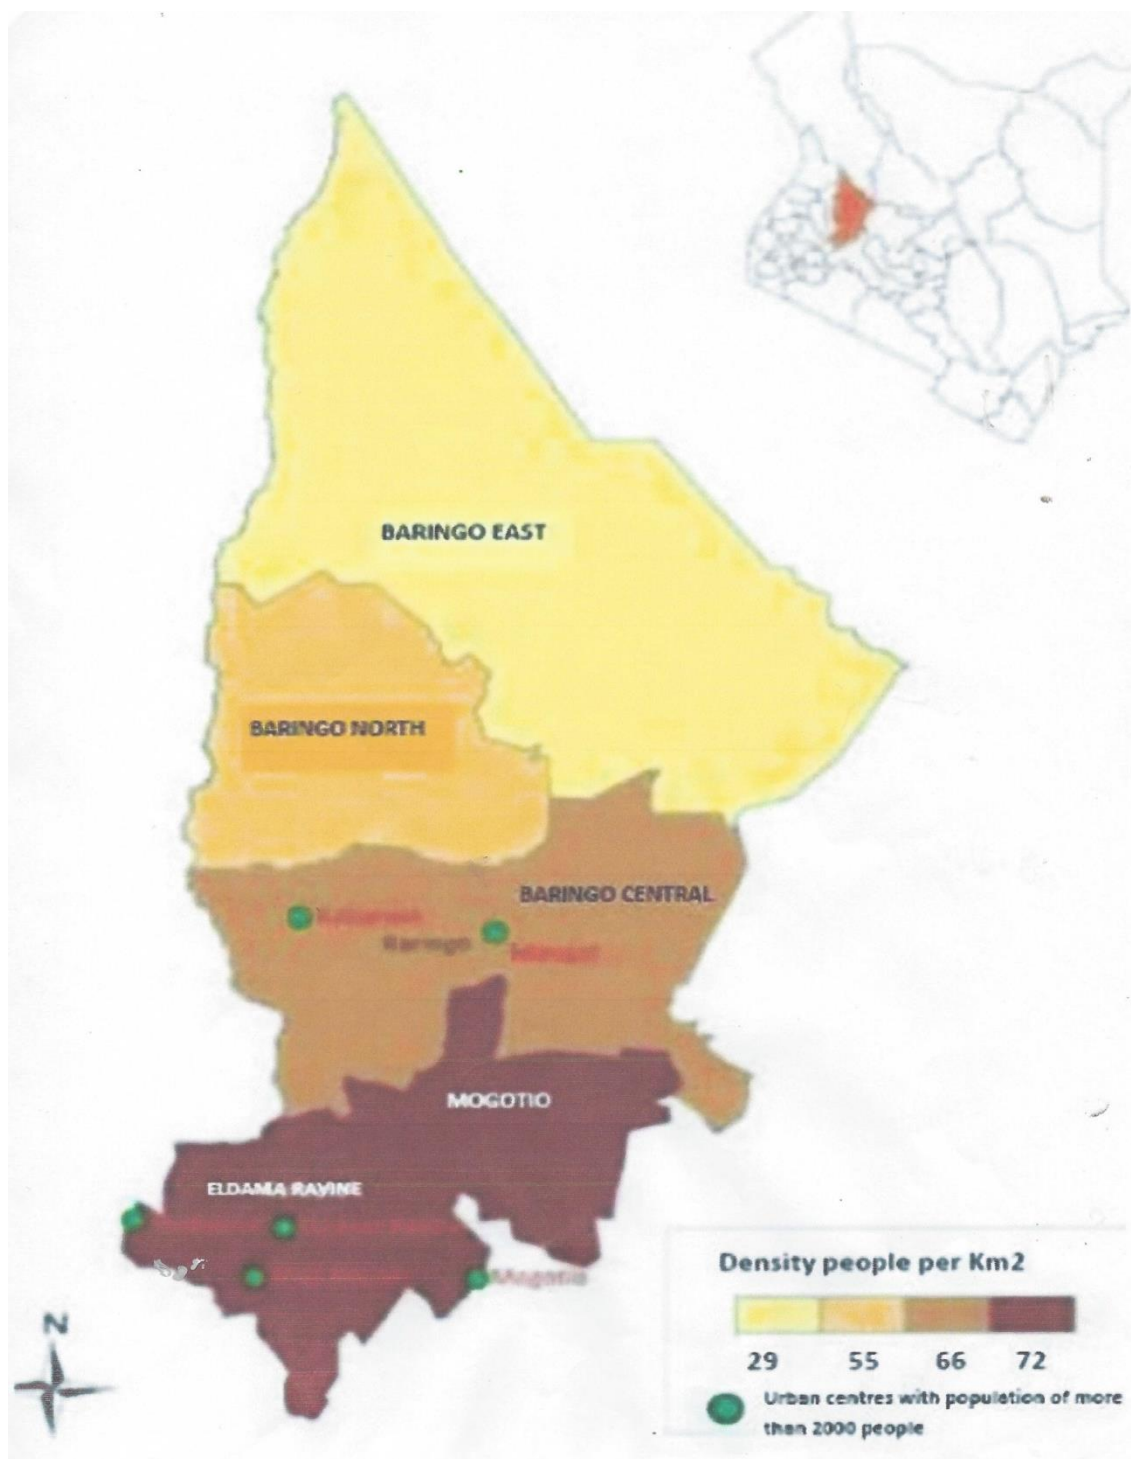 BARINGO EAST
BARINGO NORTH
BARINGO CENTRAL
Kabarnet
Baringo
MOGOTIO
ELDAMA RAVINE
Mogotio
N
Density people per Km2
29 55 66 72
Urban centres with population of more
than 2000 people